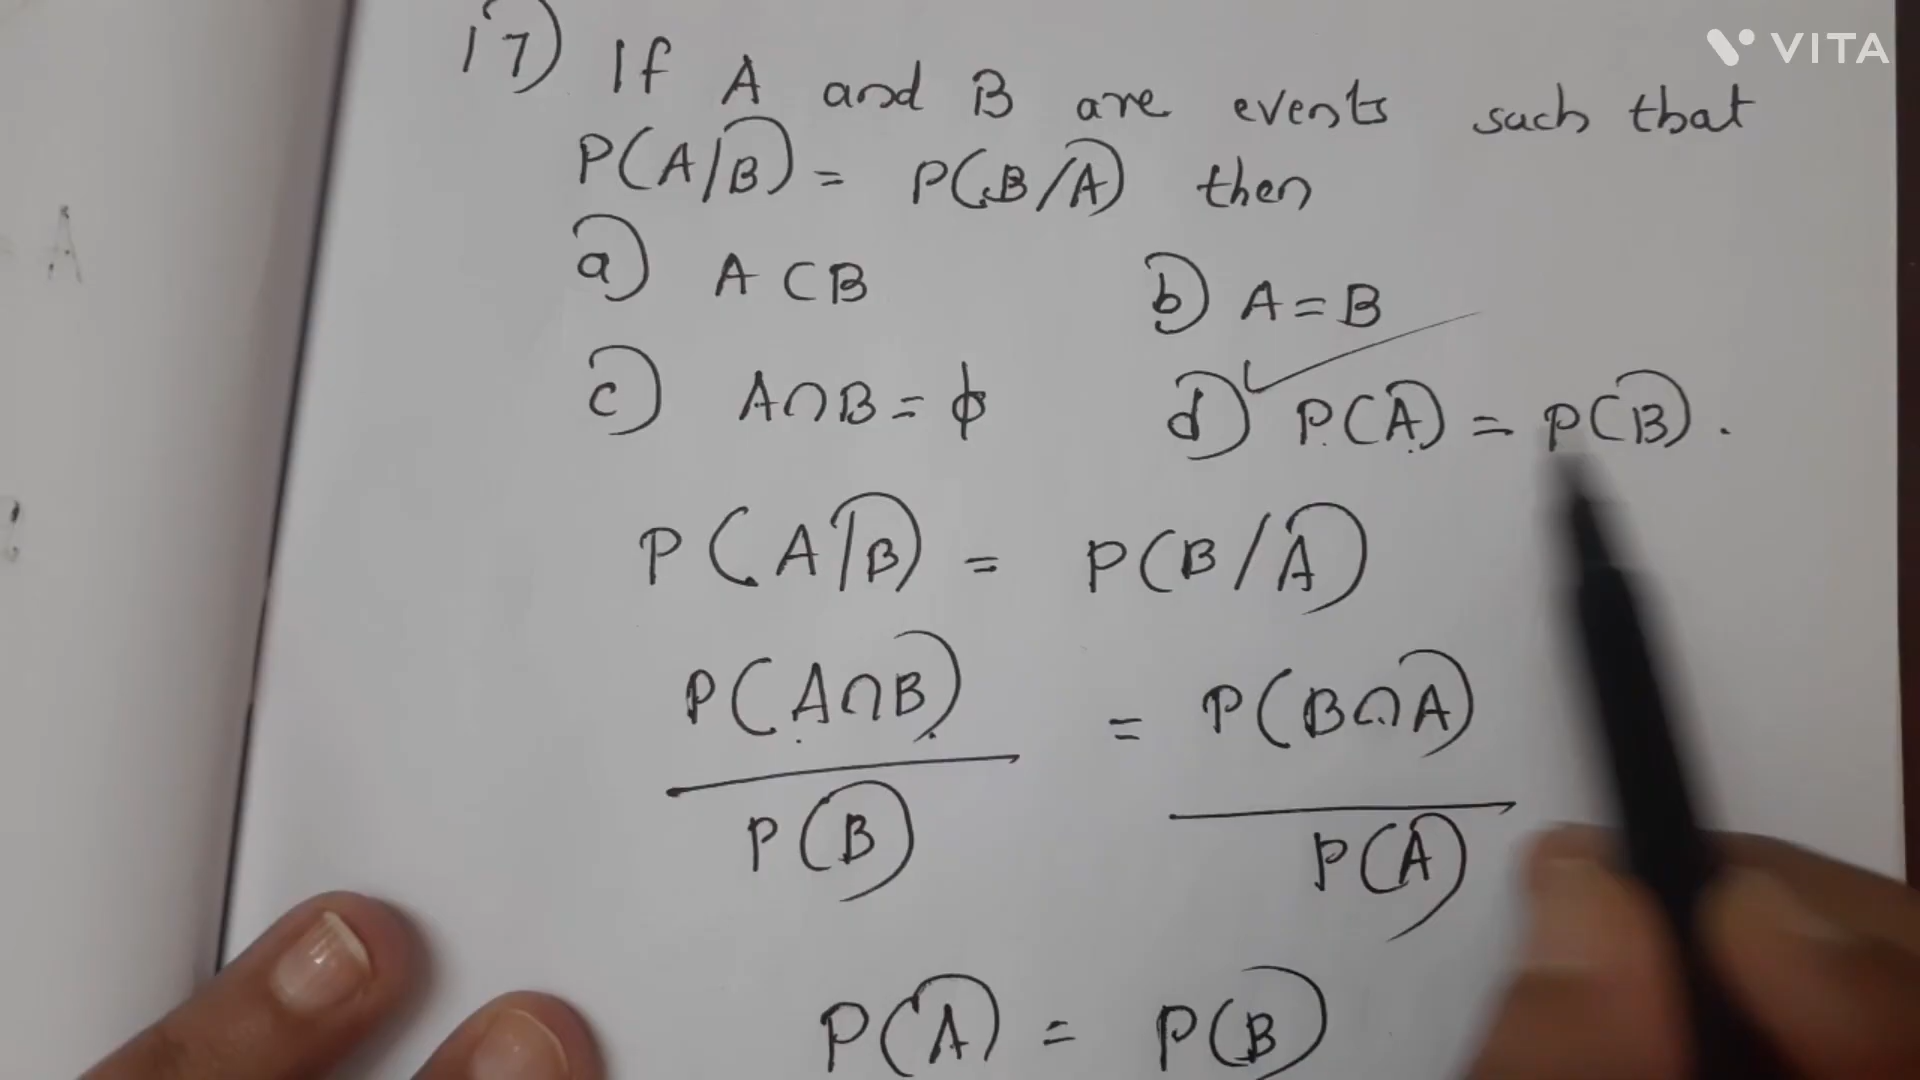 VITA
17) If A and B are events such that
P(A/B) = P(B/A) then
a) A⊂B b) A=B
c) A∩B = ϕ d) P(A) = P(B).
P(A/B) = P(B/A)
P(A∩B) = P(B∩A)
P(B) P(A)
P(A) = P(B)
A